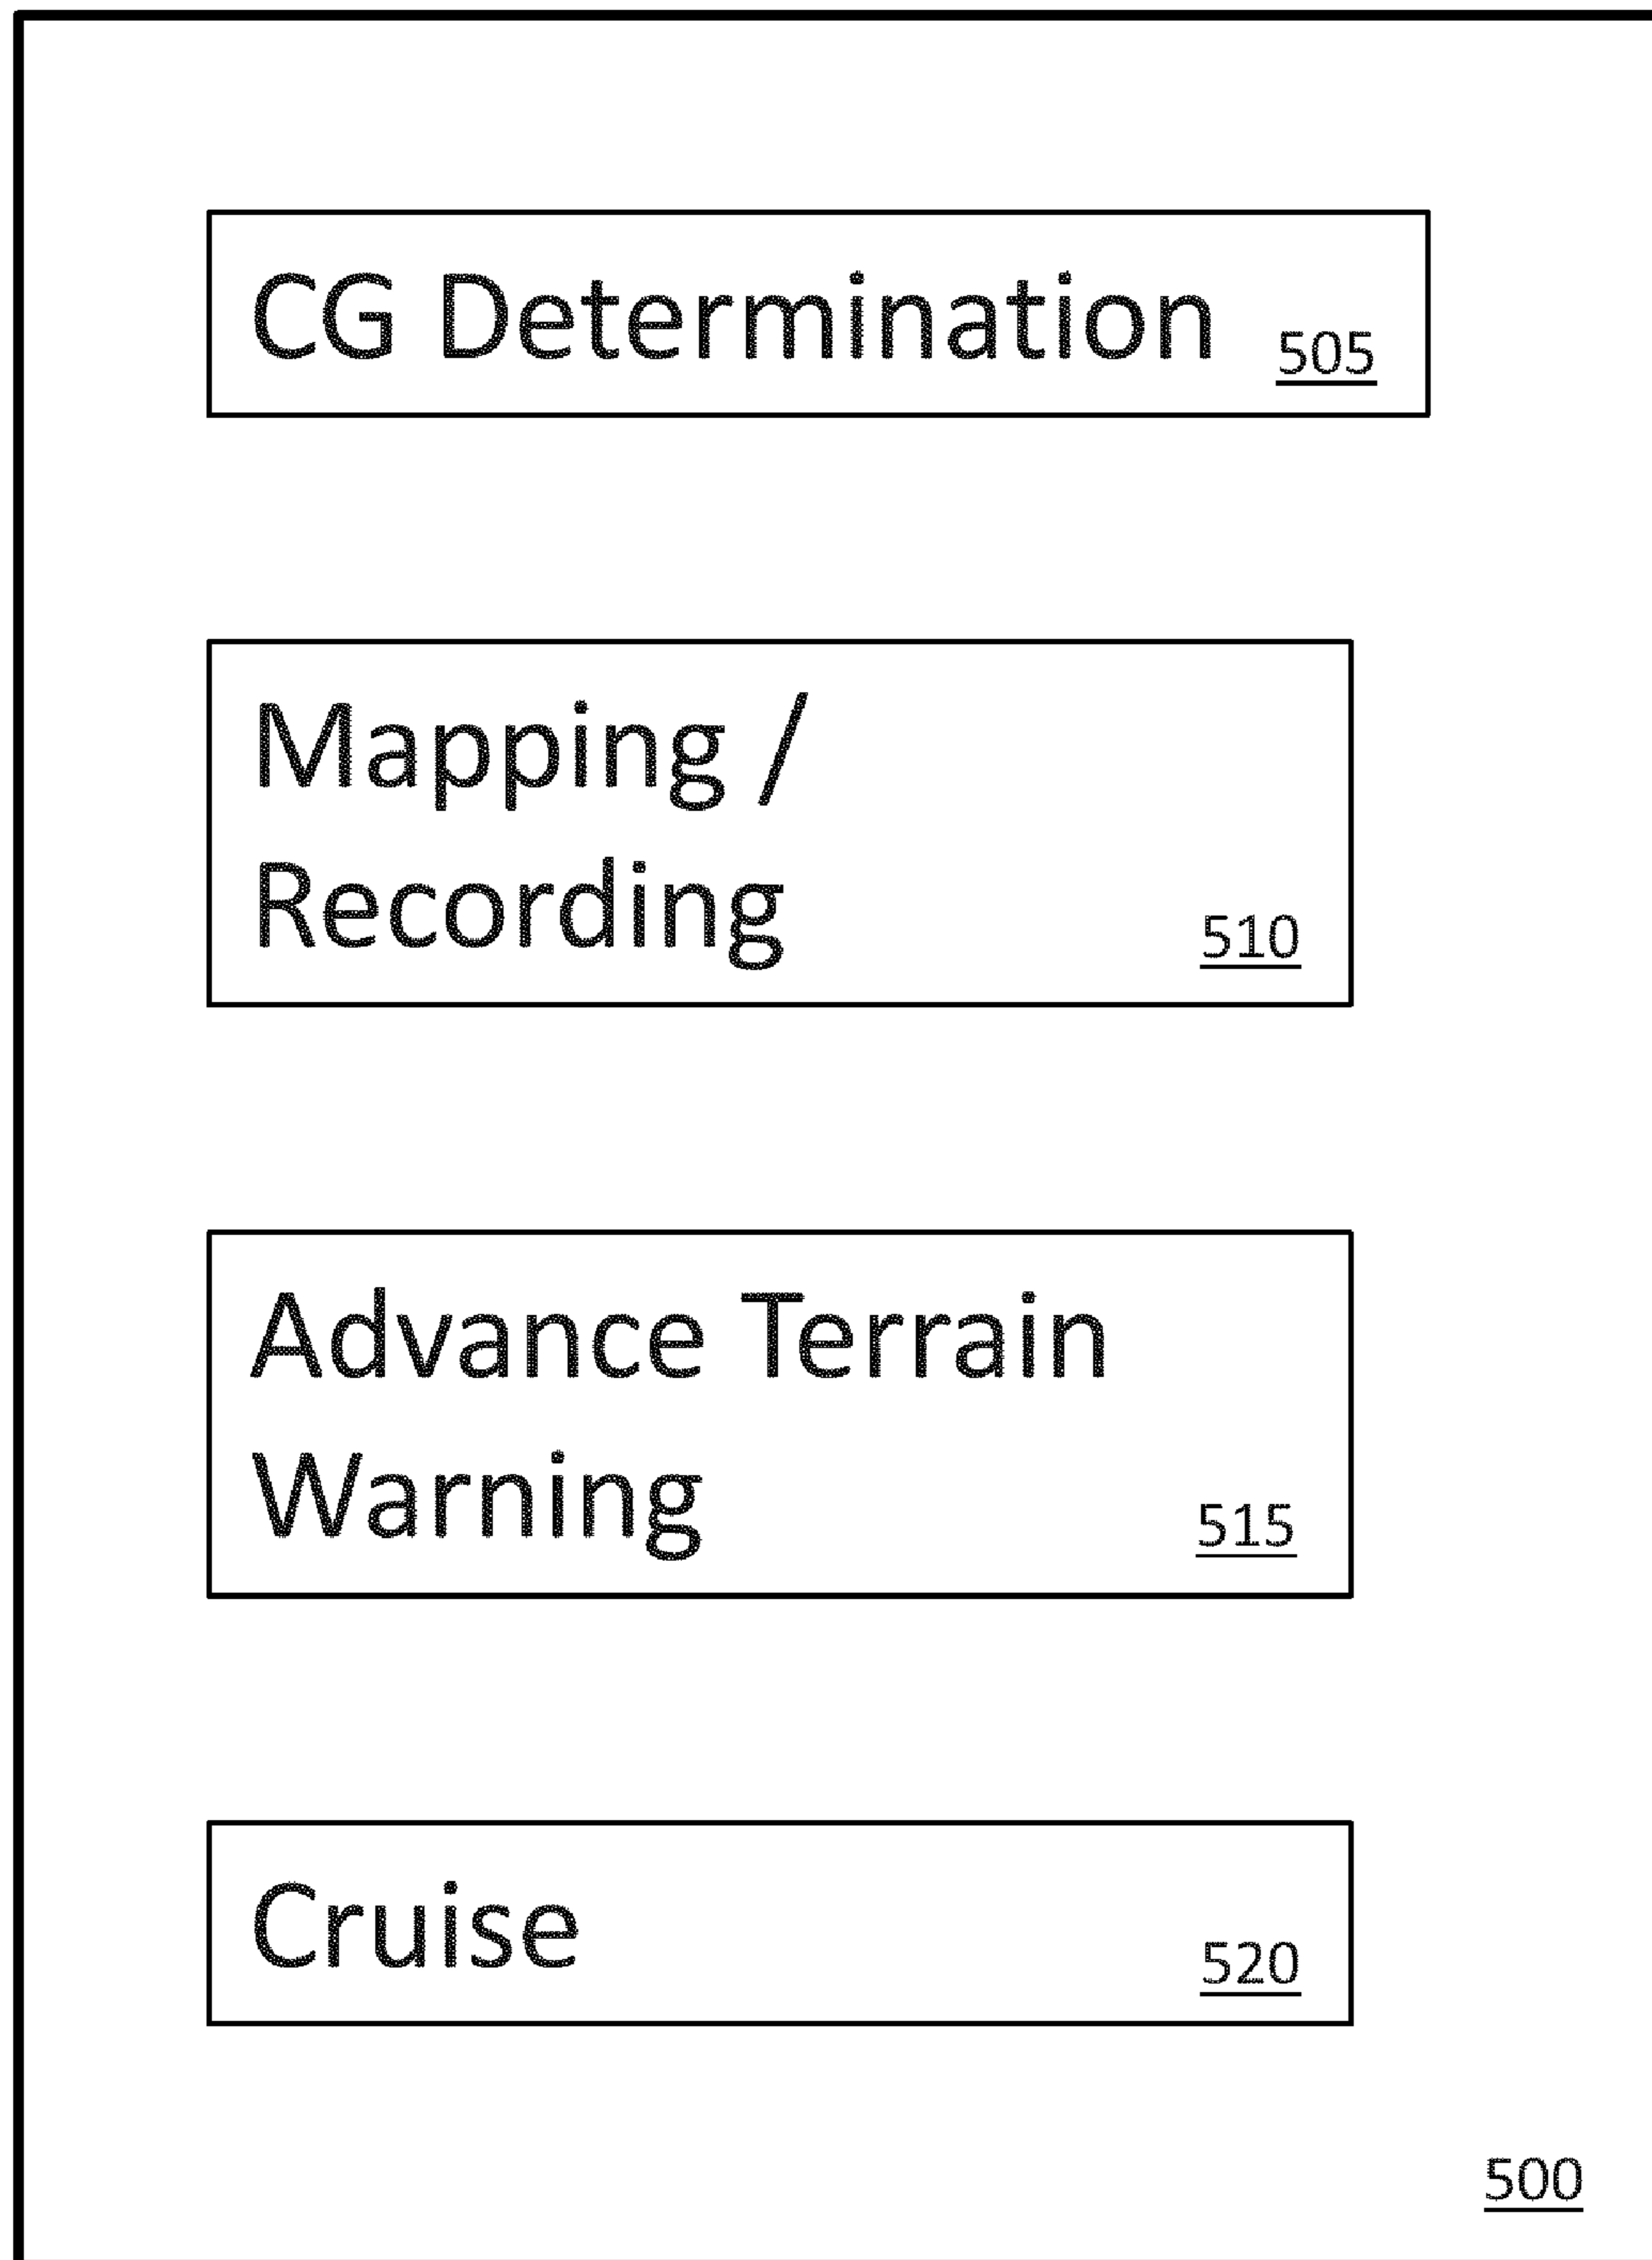 CG Determination 505
Mapping /
Recording 510
Advance Terrain
Warning 515
Cruise 520
500